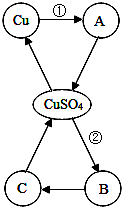 Cu ① A
CuSO₄
②
C B